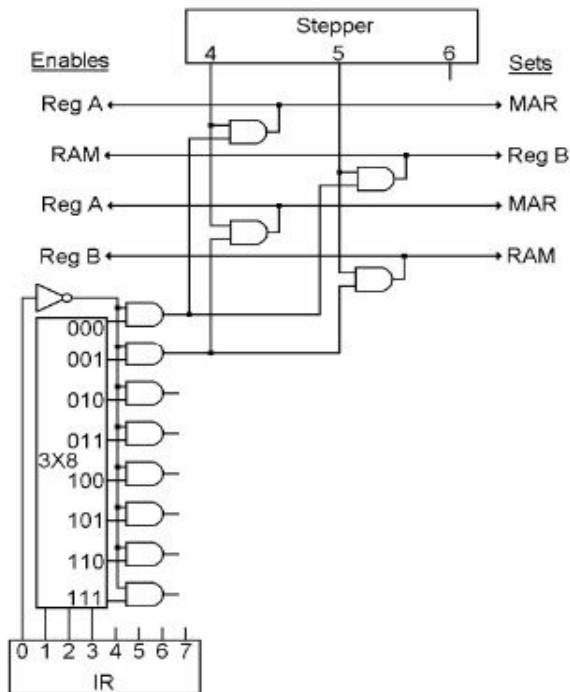 Stepper
4 5 6
Enables Sets
Reg A MAR
RAM Reg B
Reg A MAR
Reg B RAM
000
001
010
011
3X8
100
101
110
111
0 1 2 3 4 5 6 7
IR